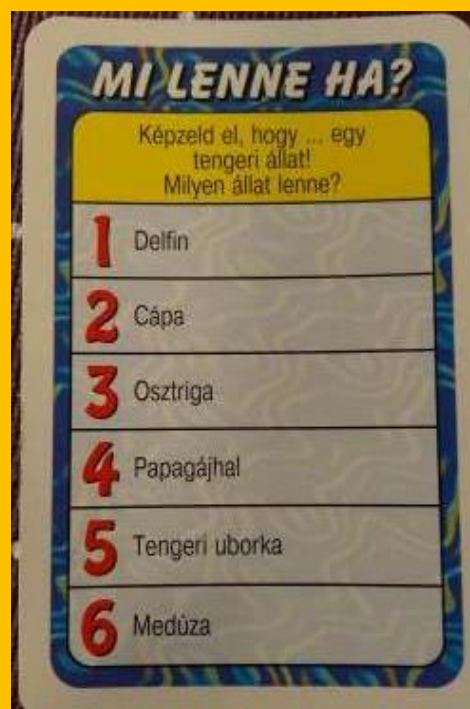 MI LENNE HA?
Képzeld el, hogy ... egy
tengeri állat!
Milyen állat lenne?
1 Delfin
2 Cápa
3 Osztriga
4 Papagájhal
5 Tengeri uborka
6 Medúza